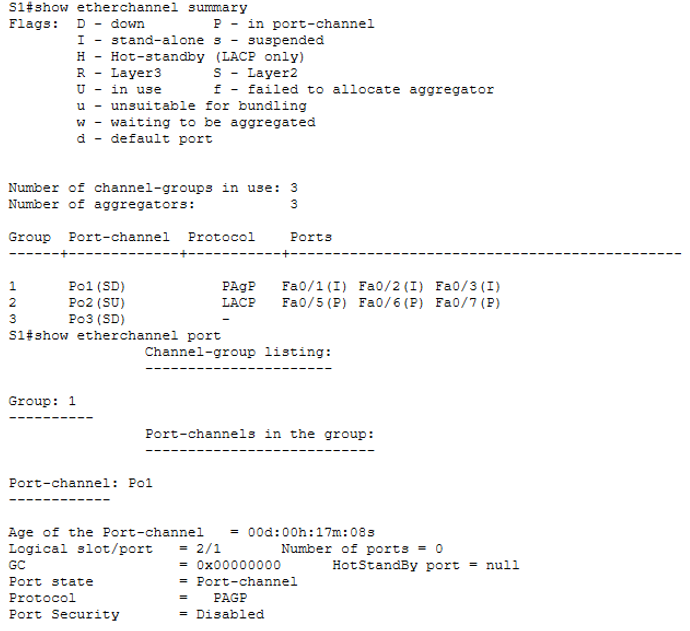 S1#show etherchannel summary
Flags:  D - down        P - in port-channel
        I - stand-alone s - suspended
        H - Hot-standby (LACP only)
        R - Layer3      S - Layer2
        U - in use      f - failed to allocate aggregator
        u - unsuitable for bundling
        w - waiting to be aggregated
        d - default port
Number of channel-groups in use: 3
Number of aggregators:           3
Group  Port-channel  Protocol    Ports
------+-------------+-----------+----------------------------------------------
1      Po1(SD)           PAgP   Fa0/1(I) Fa0/2(I) Fa0/3(I)
2      Po2(SU)           LACP   Fa0/5(P) Fa0/6(P) Fa0/7(P)
3      Po3(SD)           -
S1#show etherchannel port
                Channel-group listing:
                ----------------------
Group: 1
----------
                Port-channels in the group:
                ---------------------------
Port-channel: Po1
------------
Age of the Port-channel   = 00d:00h:17m:08s
Logical slot/port   = 2/1       Number of ports = 0
GC                  = 0x00000000      HotStandBy port = null
Port state          = Port-channel
Protocol            =   PAGP
Port Security       = Disabled